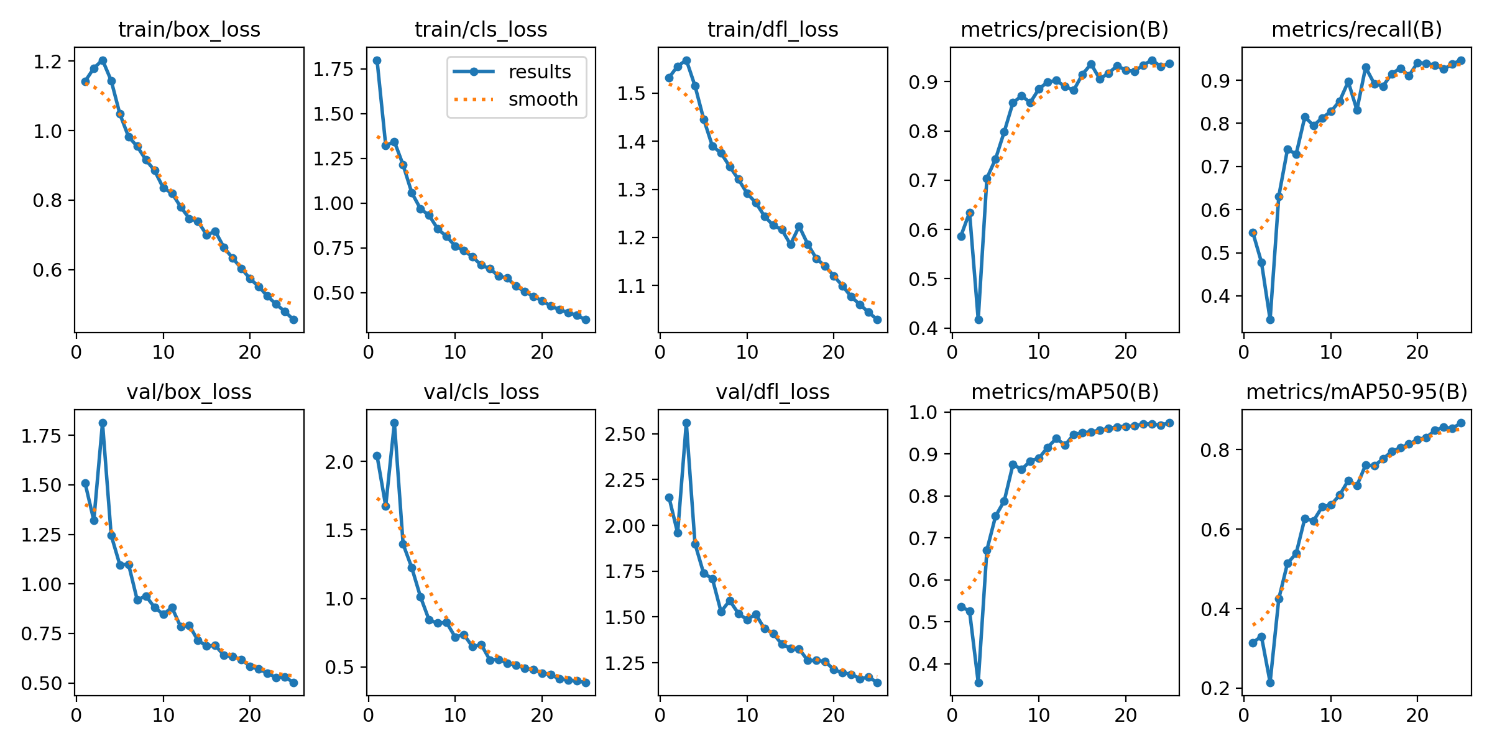 train/box_loss
train/cls_loss
train/dfl_loss
metrics/precision(B)
metrics/recall(B)
1.2
1.0
0.8
0.6
0 10 20
1.75
1.50
1.25
1.00
0.75
0.50
0 10 20
results
smooth
1.5
1.4
1.3
1.2
1.1
0 10 20
0.9
0.8
0.7
0.6
0.5
0.4
0 10 20
0.9
0.8
0.7
0.6
0.5
0.4
0 10 20
val/box_loss
val/cls_loss
val/dfl_loss
metrics/mAP50(B)
metrics/mAP50-95(B)
1.75
1.50
1.25
1.00
0.75
0.50
0 10 20
2.0
1.5
1.0
0.5
0 10 20
2.50
2.25
2.00
1.75
1.50
1.25
0 10 20
1.0
0.9
0.8
0.7
0.6
0.5
0.4
0 10 20
0.8
0.6
0.4
0.2
0 10 20